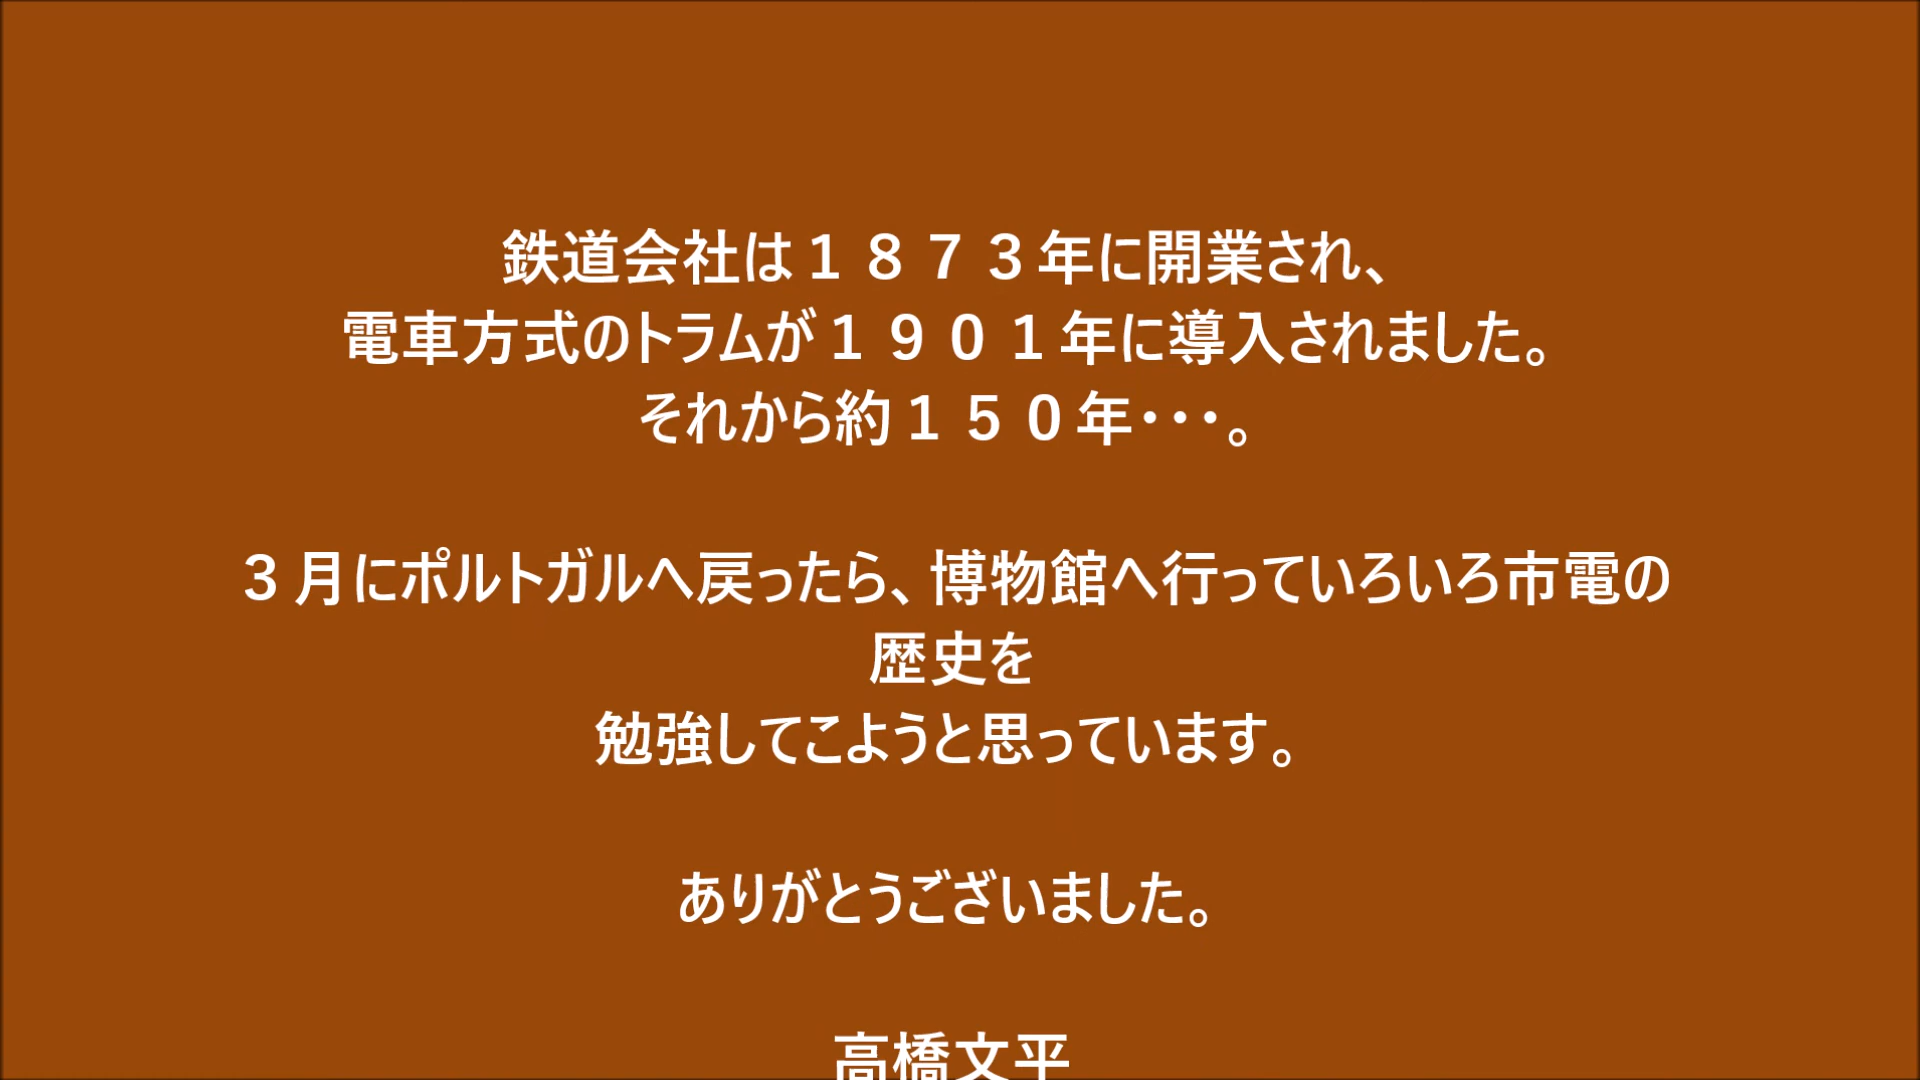 鉄道会社は１８７３年に開業され、
電車方式のトラムが１９０１年に導入されました。
それから約１５０年・・・。
３月にポルトガルへ戻ったら、博物館へ行っていろいろ市電の
歴史を
勉強してこようと思っています。
ありがとうございました。
高橋文平